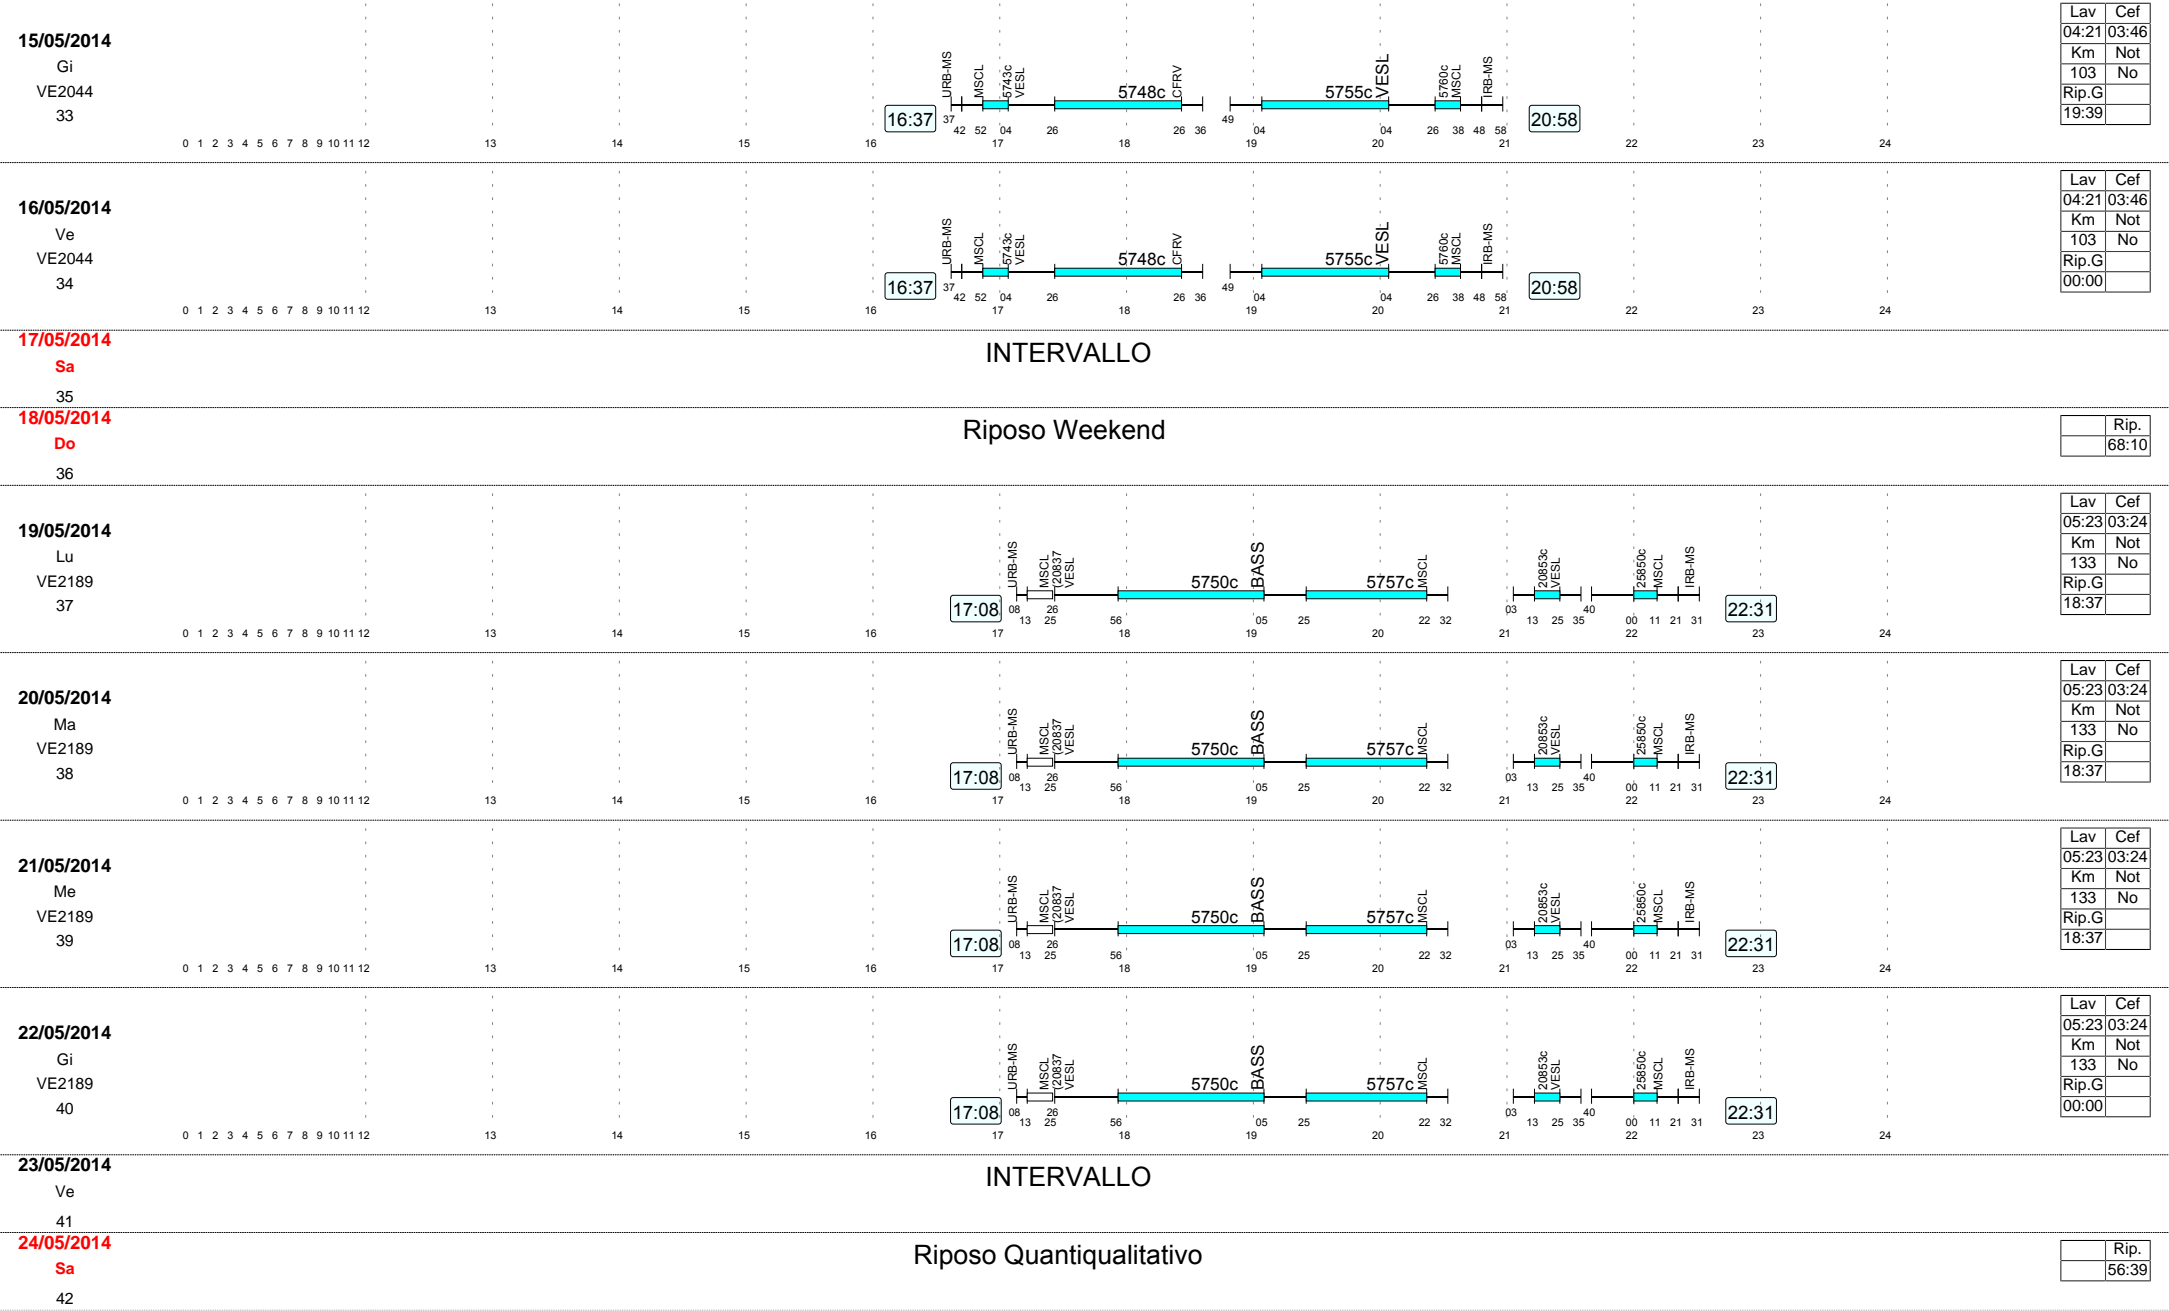 15/05/2014
Gi
VE2044
33
URB-MS MSCL 5743c VESL 5748c CFRV 5755c VESL 5760c MSCL IRB-MS
16:37 37 42 52 04 26 26 36 49 04 04 26 38 48 58 20:58
0 1 2 3 4 5 6 7 8 9 10 11 12 13 14 15 16 17 18 19 20 21 22 23 24
Lav Cef
04:21 03:46
Km Not
103 No
Rip.G
19:39
16/05/2014
Ve
VE2044
34
URB-MS MSCL 5743c VESL 5748c CFRV 5755c VESL 5760c MSCL IRB-MS
16:37 37 42 52 04 26 26 36 49 04 04 26 38 48 58 20:58
0 1 2 3 4 5 6 7 8 9 10 11 12 13 14 15 16 17 18 19 20 21 22 23 24
Lav Cef
04:21 03:46
Km Not
103 No
Rip.G
00:00
17/05/2014
Sa
35
INTERVALLO
18/05/2014
Do
36
Riposo Weekend
Rip.
68:10
19/05/2014
Lu
VE2189
37
URB-MS MSCL (20837 VESL 5750c BASS 5757c MSCL 20853c VESL 25850c MSCL IRB-MS
17:08 08 13 25 26 56 05 25 22 32 03 13 25 35 40 00 11 21 31 22:31
0 1 2 3 4 5 6 7 8 9 10 11 12 13 14 15 16 17 18 19 20 21 22 23 24
Lav Cef
05:23 03:24
Km Not
133 No
Rip.G
18:37
20/05/2014
Ma
VE2189
38
URB-MS MSCL (20837 VESL 5750c BASS 5757c MSCL 20853c VESL 25850c MSCL IRB-MS
17:08 08 13 25 26 56 05 25 22 32 03 13 25 35 40 00 11 21 31 22:31
0 1 2 3 4 5 6 7 8 9 10 11 12 13 14 15 16 17 18 19 20 21 22 23 24
Lav Cef
05:23 03:24
Km Not
133 No
Rip.G
18:37
21/05/2014
Me
VE2189
39
URB-MS MSCL (20837 VESL 5750c BASS 5757c MSCL 20853c VESL 25850c MSCL IRB-MS
17:08 08 13 25 26 56 05 25 22 32 03 13 25 35 40 00 11 21 31 22:31
0 1 2 3 4 5 6 7 8 9 10 11 12 13 14 15 16 17 18 19 20 21 22 23 24
Lav Cef
05:23 03:24
Km Not
133 No
Rip.G
18:37
22/05/2014
Gi
VE2189
40
URB-MS MSCL (20837 VESL 5750c BASS 5757c MSCL 20853c VESL 25850c MSCL IRB-MS
17:08 08 13 25 26 56 05 25 22 32 03 13 25 35 40 00 11 21 31 22:31
0 1 2 3 4 5 6 7 8 9 10 11 12 13 14 15 16 17 18 19 20 21 22 23 24
Lav Cef
05:23 03:24
Km Not
133 No
Rip.G
00:00
23/05/2014
Ve
41
INTERVALLO
24/05/2014
Sa
42
Riposo Quantiqualitativo
Rip.
56:39